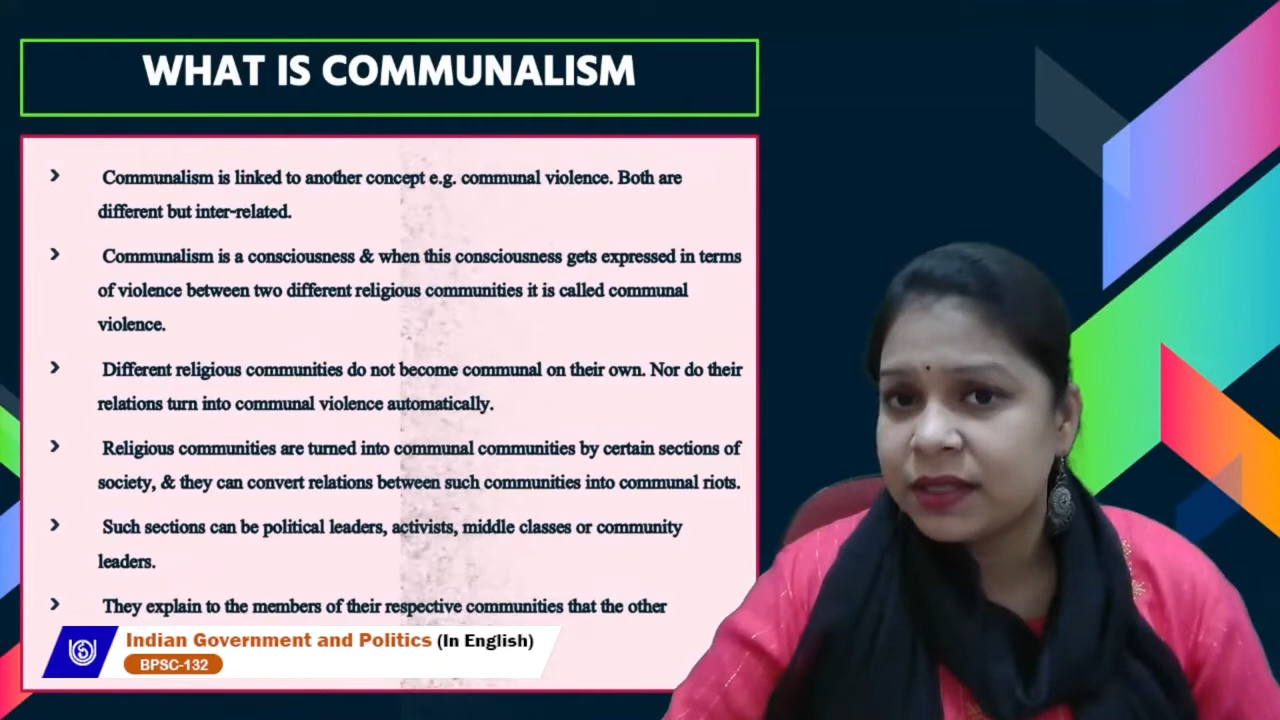 WHAT IS COMMUNALISM
› Communalism is linked to another concept e.g. communal violence. Both are
different but inter-related.
› Communalism is a consciousness & when this consciousness gets expressed in terms
of violence between two different religious communities it is called communal
violence.
› Different religious communities do not become communal on their own. Nor do their
relations turn into communal violence automatically.
› Religious communities are turned into communal communities by certain sections of
society, & they can convert relations between such communities into communal riots.
› Such sections can be political leaders, activists, middle classes or community
leaders.
› They explain to the members of their respective communities that the other
Indian Government and Politics (In English)
BPSC-132